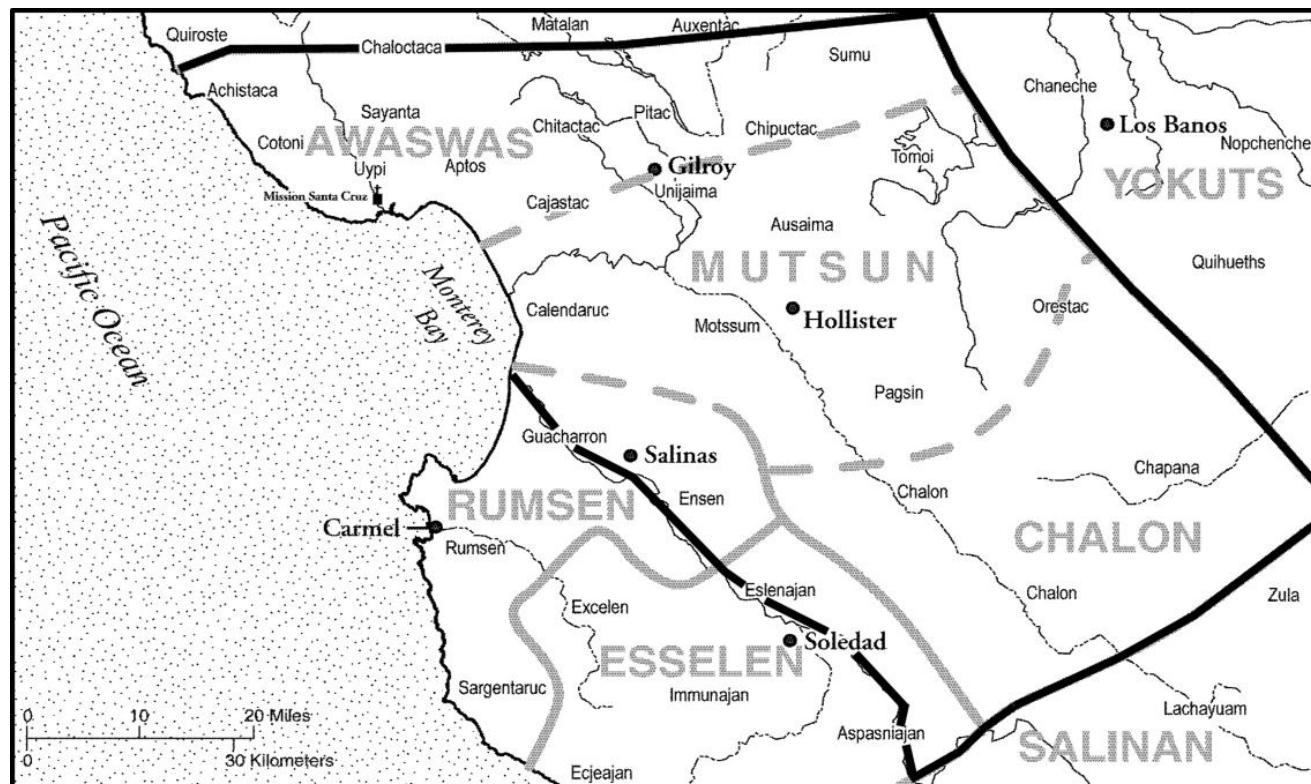 Quiroste
Matalan
Auxentac
Chaloctaca
Sumu
Achistaca
Sayanta
Pitac
Chaneche
Cotoni
AWASWAS
Chitactac
Chipuctac
Los Banos
Nopchenche
Uypi
Aptos
Gilroy
Tomoi
YOKUTS
Mission Santa Cruz
Cajastac
Unijaima
Ausaima
MUTSUN
Quihueths
Pacific Ocean
Monterey
Bay
Calendaruc
Motssum
Hollister
Orestac
Pagsin
Guacharron
Salinas
Chapana
Ensen
Chalon
RUMSEN
CHALON
Carmel
Rumsen
Eslenajan
Chalon
Zula
Excelen
Soledad
ESSELEN
Sargentaruc
Immunajan
Lachayuam
0 10 20 Miles
Aspasniajan
SALINAN
0 30 Kilometers
Ecjeajan